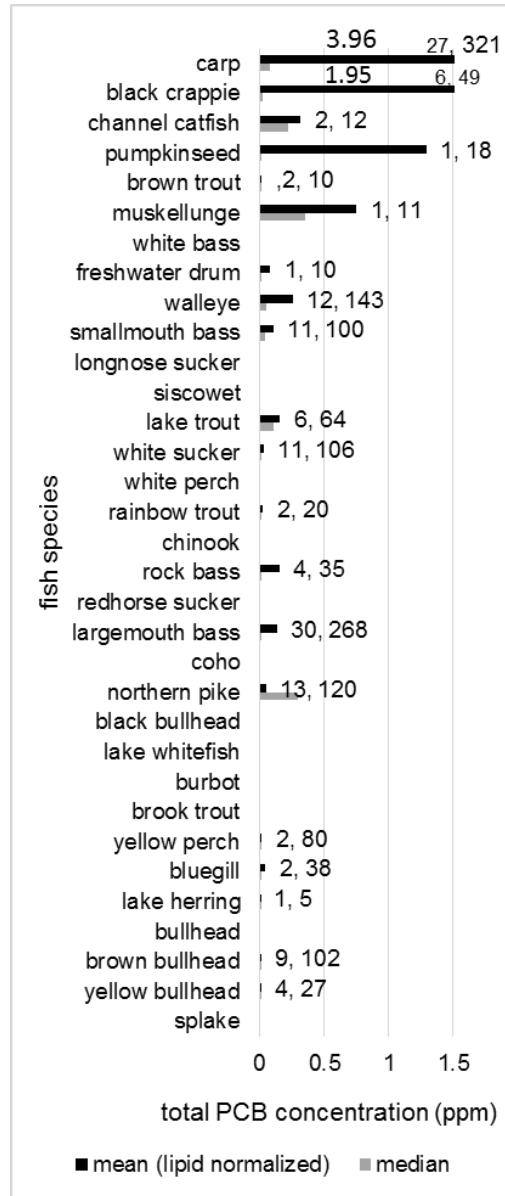 3.96 27, 321
carp
1.95 6, 49
black crappie
channel catfish 2, 12
pumpkinseed 1, 18
brown trout ,2, 10
muskellunge 1, 11
white bass
freshwater drum 1, 10
walleye 12, 143
smallmouth bass 11, 100
longnose sucker
siscowet
lake trout 6, 64
white sucker 11, 106
white perch
rainbow trout 2, 20
chinook
rock bass 4, 35
redhorse sucker
largemouth bass 30, 268
coho
northern pike 13, 120
black bullhead
lake whitefish
burbot
brook trout
yellow perch 2, 80
bluegill 2, 38
lake herring 1, 5
bullhead
brown bullhead 9, 102
yellow bullhead 4, 27
splake
fish species
0 0.5 1 1.5
total PCB concentration (ppm)
mean (lipid normalized) median